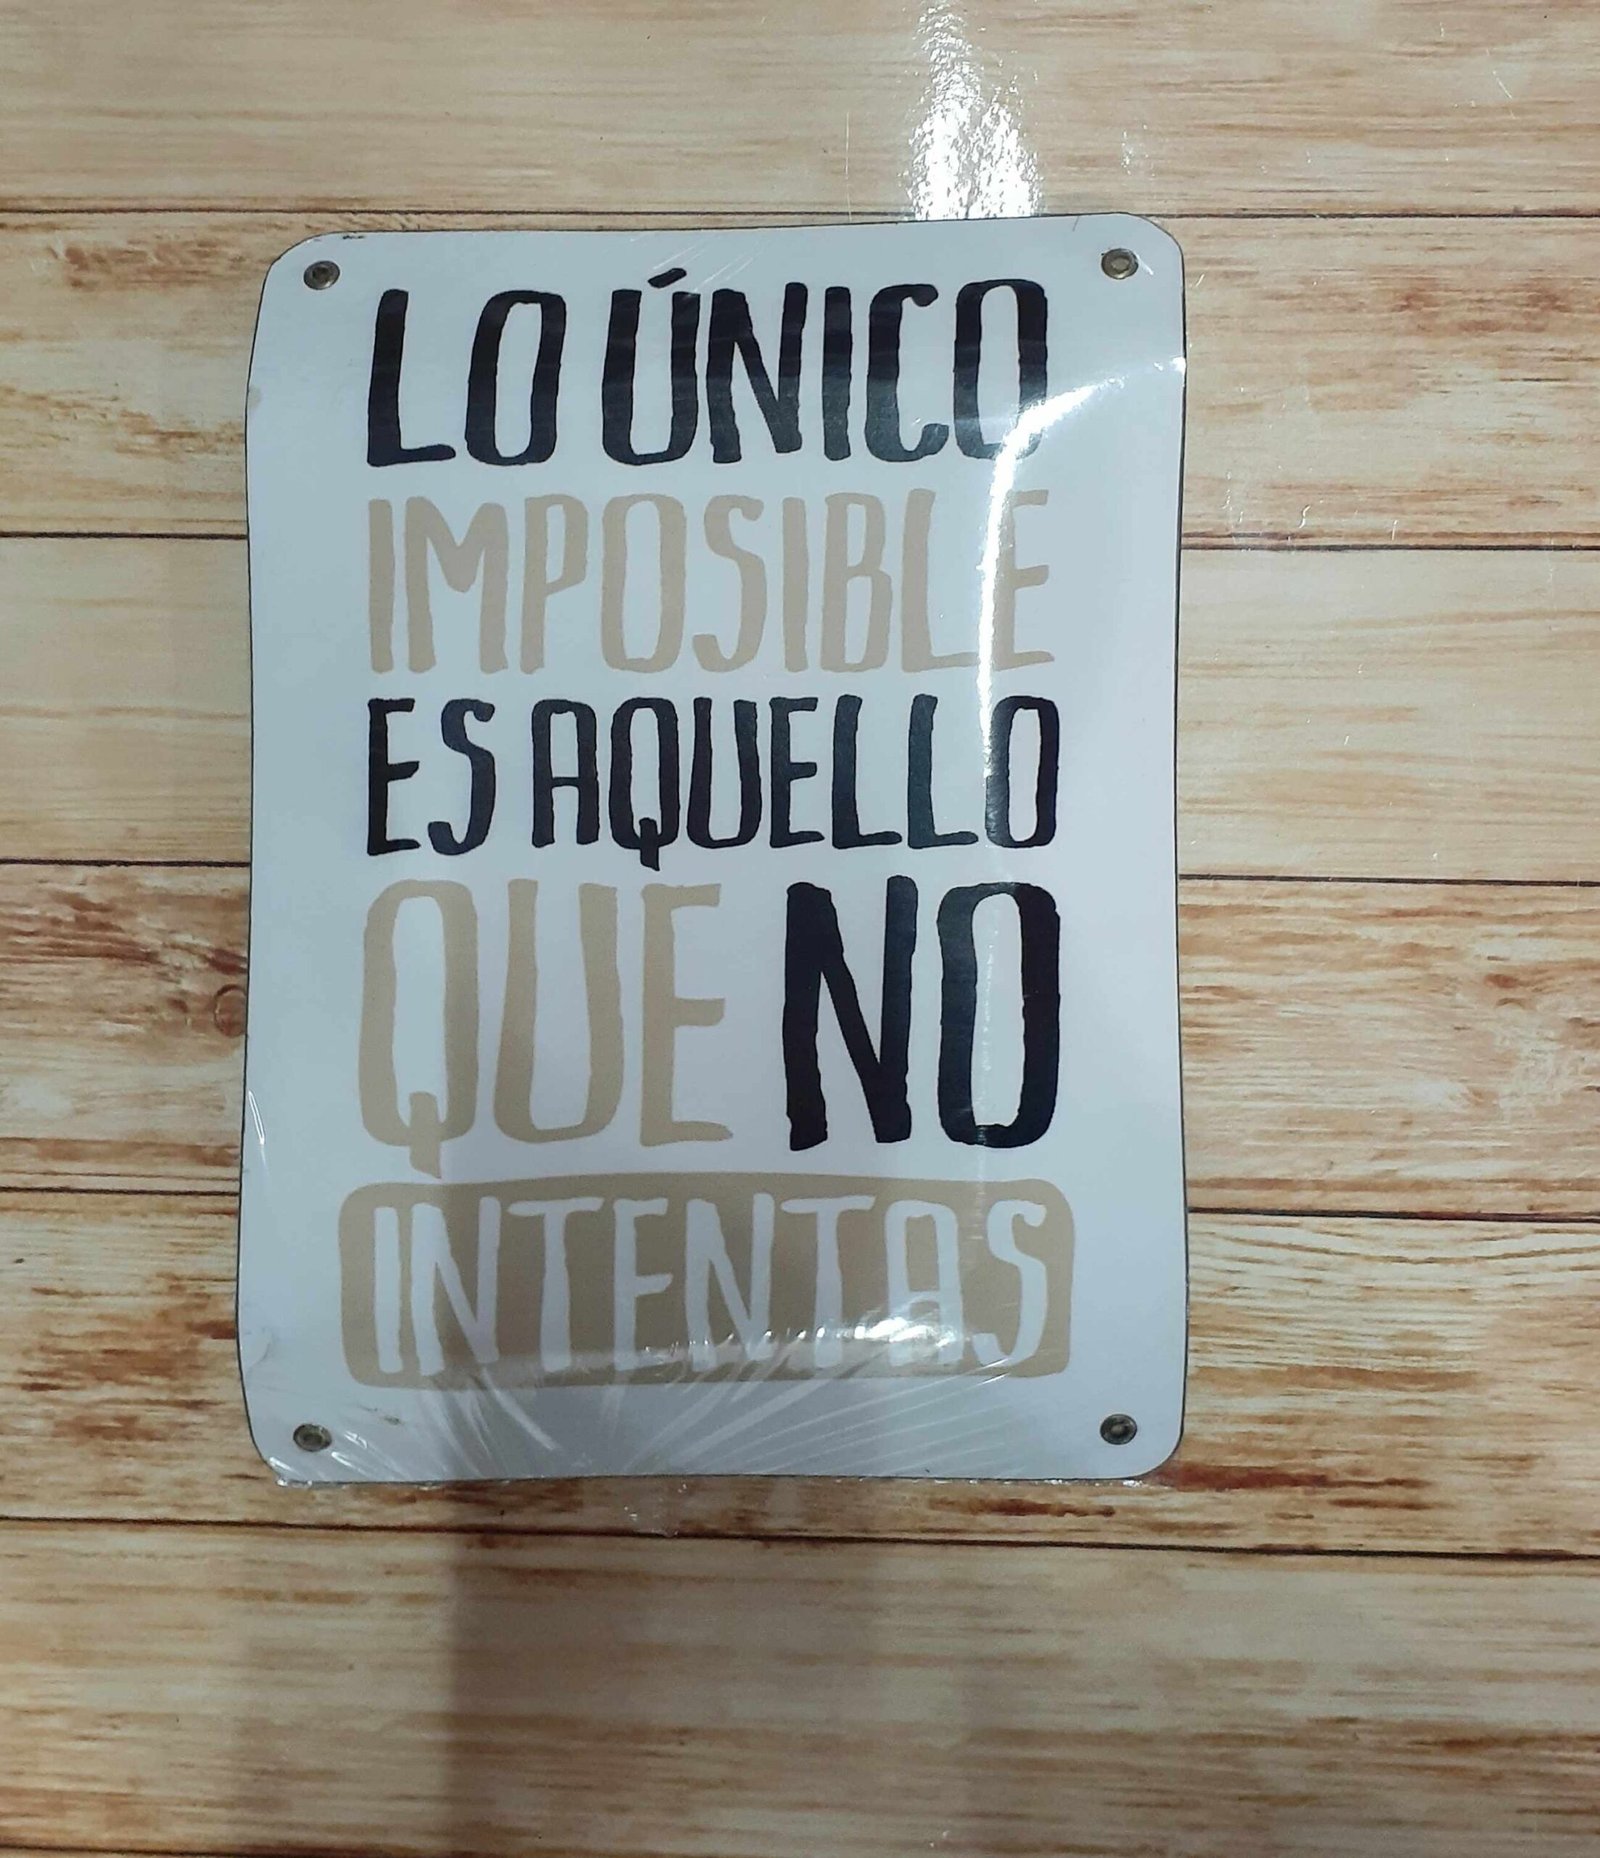 LO ÚNICO
IMPOSIBLE
ES AQUELLO
QUE NO
INTENTAS